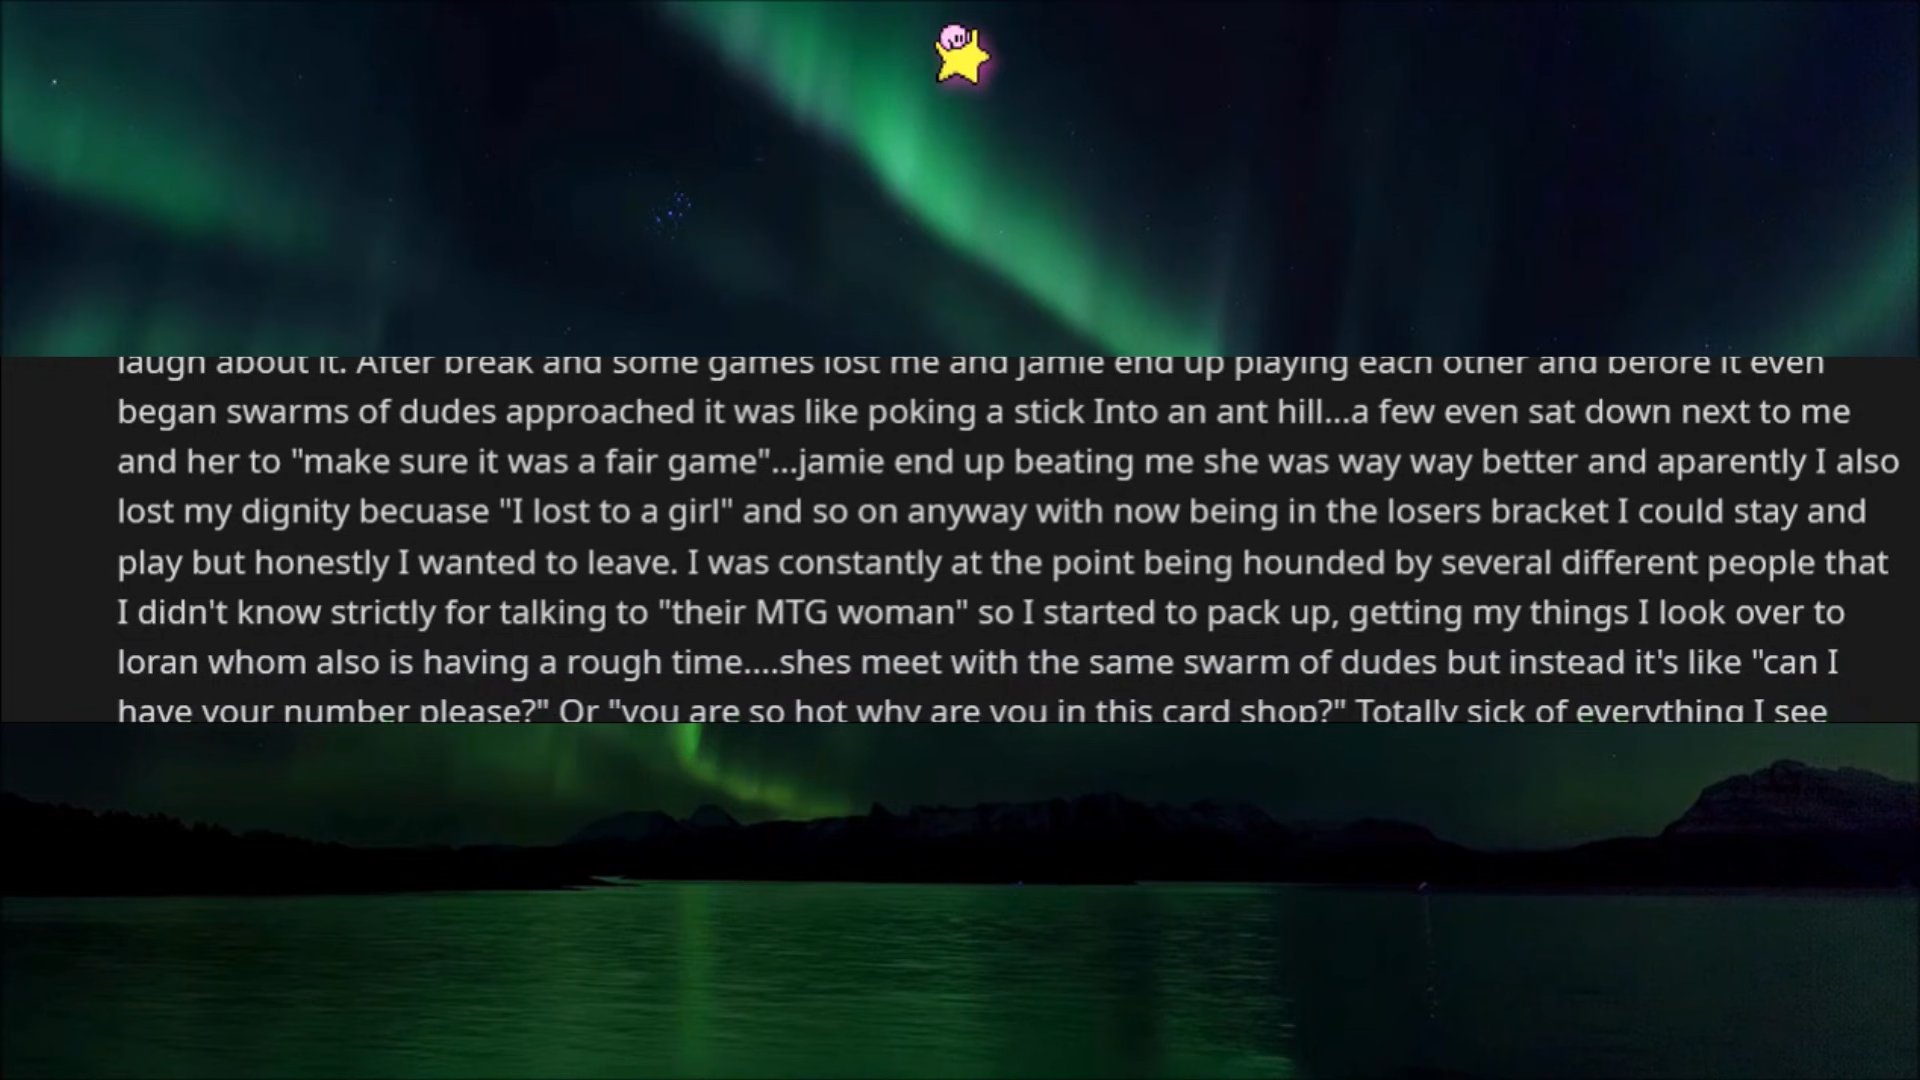 laugh about it. After break and some games lost me and jamie end up playing each other and before it even
began swarms of dudes approached it was like poking a stick Into an ant hill...a few even sat down next to me
and her to "make sure it was a fair game"...jamie end up beating me she was way way better and aparently I also
lost my dignity becuase "I lost to a girl" and so on anyway with now being in the losers bracket I could stay and
play but honestly I wanted to leave. I was constantly at the point being hounded by several different people that
I didn't know strictly for talking to "their MTG woman" so I started to pack up, getting my things I look over to
loran whom also is having a rough time....shes meet with the same swarm of dudes but instead it's like "can I
have your number please?" Or "you are so hot why are you in this card shop?" Totally sick of everything I see